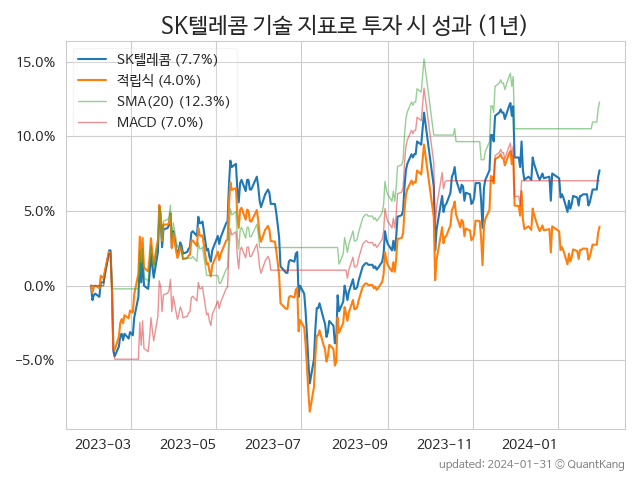 SK텔레콤 기술 지표로 투자 시 성과 (1년)
SK텔레콤 (7.7%)
적립식 (4.0%)
SMA(20) (12.3%)
MACD (7.0%)
15.0%
10.0%
5.0%
0.0%
−5.0%
2023-03 2023-05 2023-07 2023-09 2023-11 2024-01
updated: 2024-01-31 © QuantKang